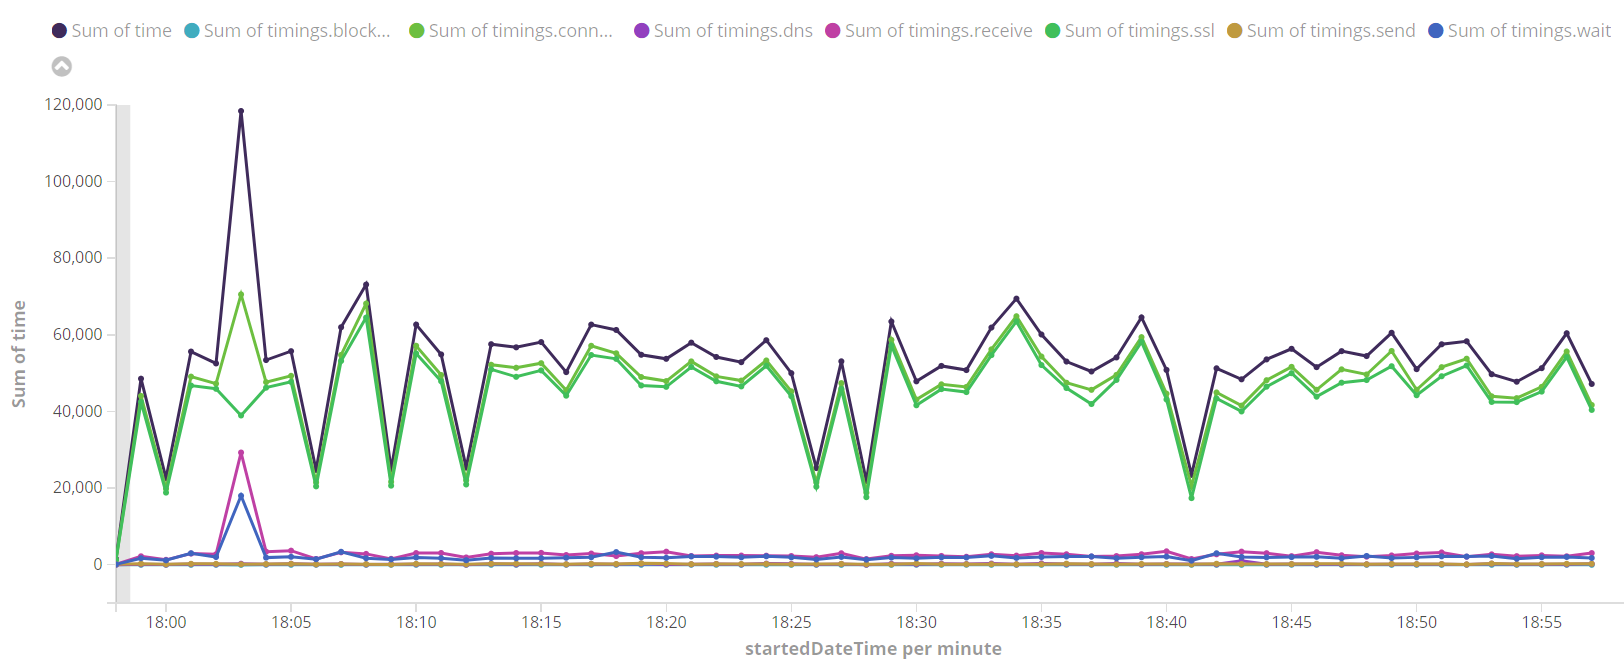 Sum of time Sum of timings.block... Sum of timings.conn... Sum of timings.dns Sum of timings.receive Sum of timings.ssl Sum of timings.send Sum of timings.wait
120,000
100,000
80,000
60,000
40,000
20,000
0
Sum of time
18:00 18:05 18:10 18:15 18:20 18:25 18:30 18:35 18:40 18:45 18:50 18:55
startedDateTime per minute